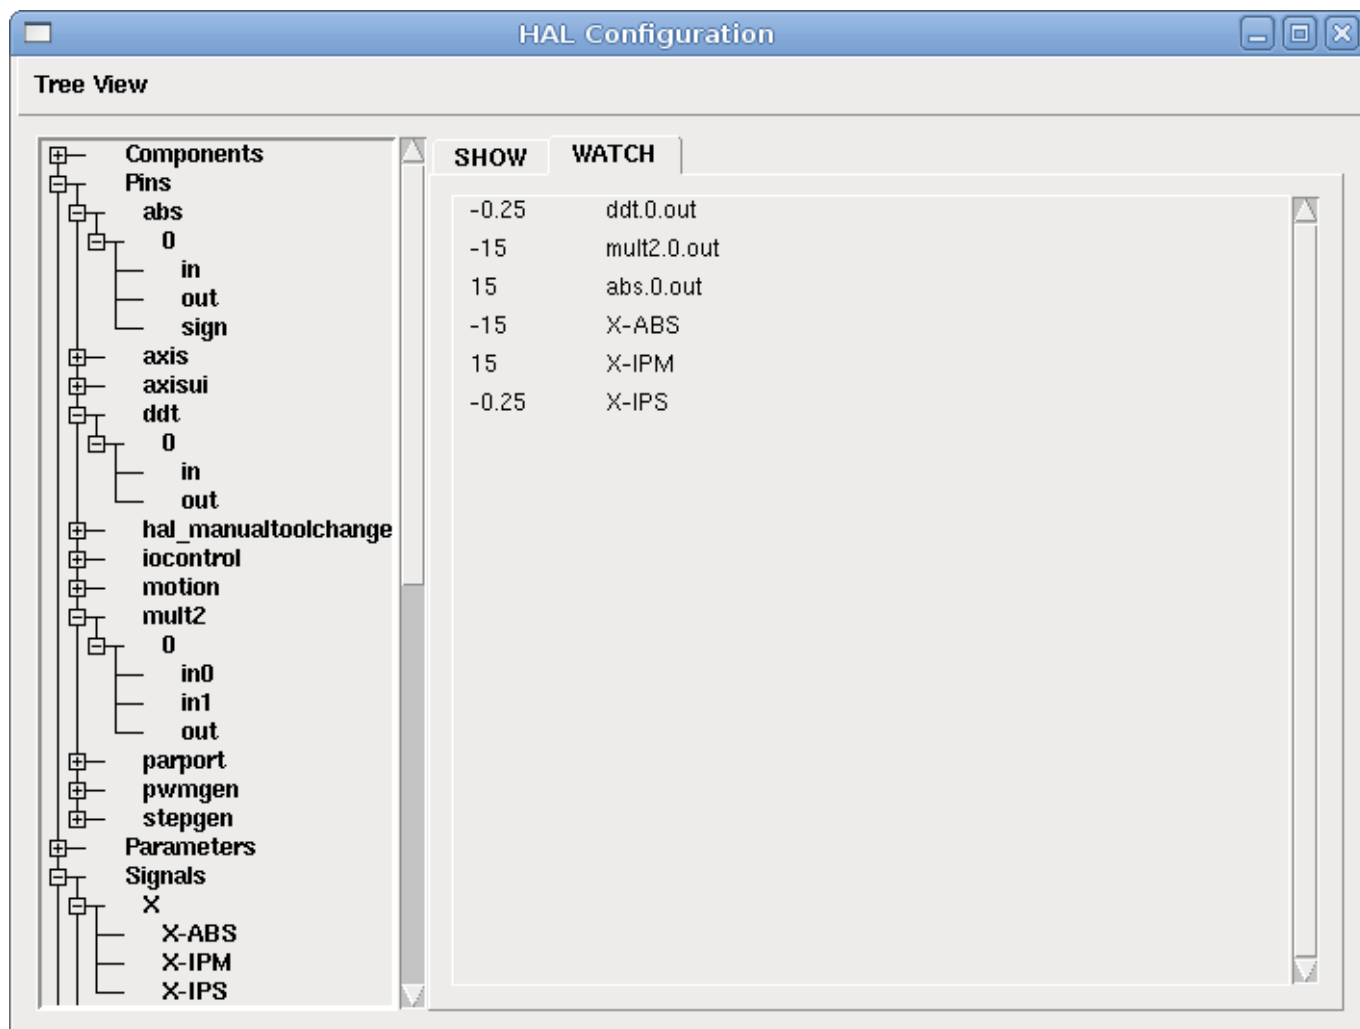 HAL Configuration
Tree View
Components
Pins
abs
0
in
out
sign
axis
axisui
ddt
0
in
out
hal_manualtoolchange
iocontrol
motion
mult2
0
in0
in1
out
parport
pwmgen
stepgen
Parameters
Signals
X
X-ABS
X-IPM
X-IPS
SHOW WATCH
-0.25 ddt.0.out
-15 mult2.0.out
15 abs.0.out
-15 X-ABS
15 X-IPM
-0.25 X-IPS